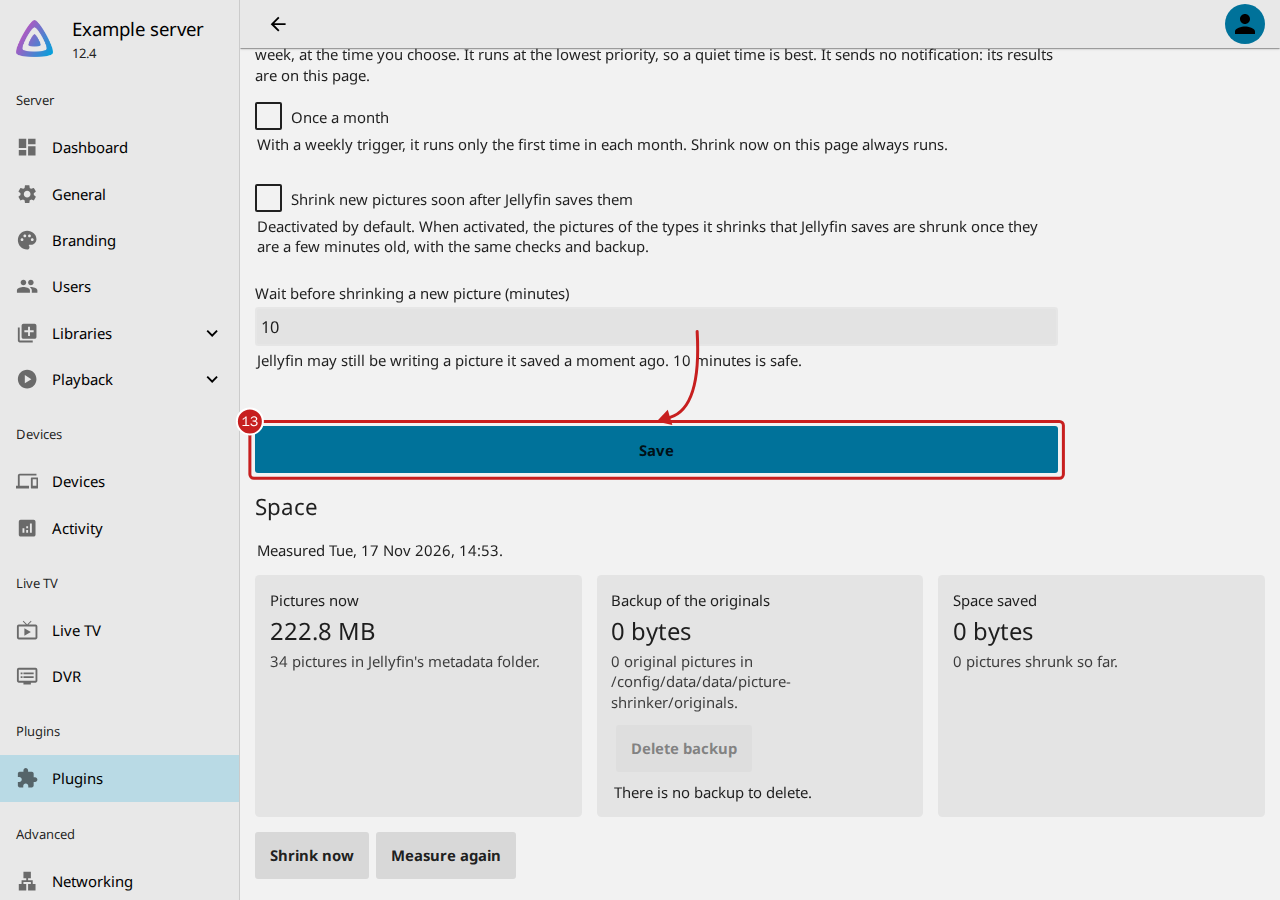 Example server
12.4
Server
Dashboard
General
Branding
Users
Libraries
Playback
Devices
Devices
Activity
Live TV
Live TV
DVR
Plugins
Plugins
Advanced
Networking
week, at the time you choose. It runs at the lowest priority, so a quiet time is best. It sends no notification: its results
are on this page.
Once a month
With a weekly trigger, it runs only the first time in each month. Shrink now on this page always runs.
Shrink new pictures soon after Jellyfin saves them
Deactivated by default. When activated, the pictures of the types it shrinks that Jellyfin saves are shrunk once they
are a few minutes old, with the same checks and backup.
Wait before shrinking a new picture (minutes)
10
Jellyfin may still be writing a picture it saved a moment ago. 10 minutes is safe.
13
Save
Space
Measured Tue, 17 Nov 2026, 14:53.
Pictures now
222.8 MB
34 pictures in Jellyfin's metadata folder.
Backup of the originals
0 bytes
0 original pictures in
/config/data/data/picture-
shrinker/originals.
Delete backup
There is no backup to delete.
Space saved
0 bytes
0 pictures shrunk so far.
Shrink now
Measure again